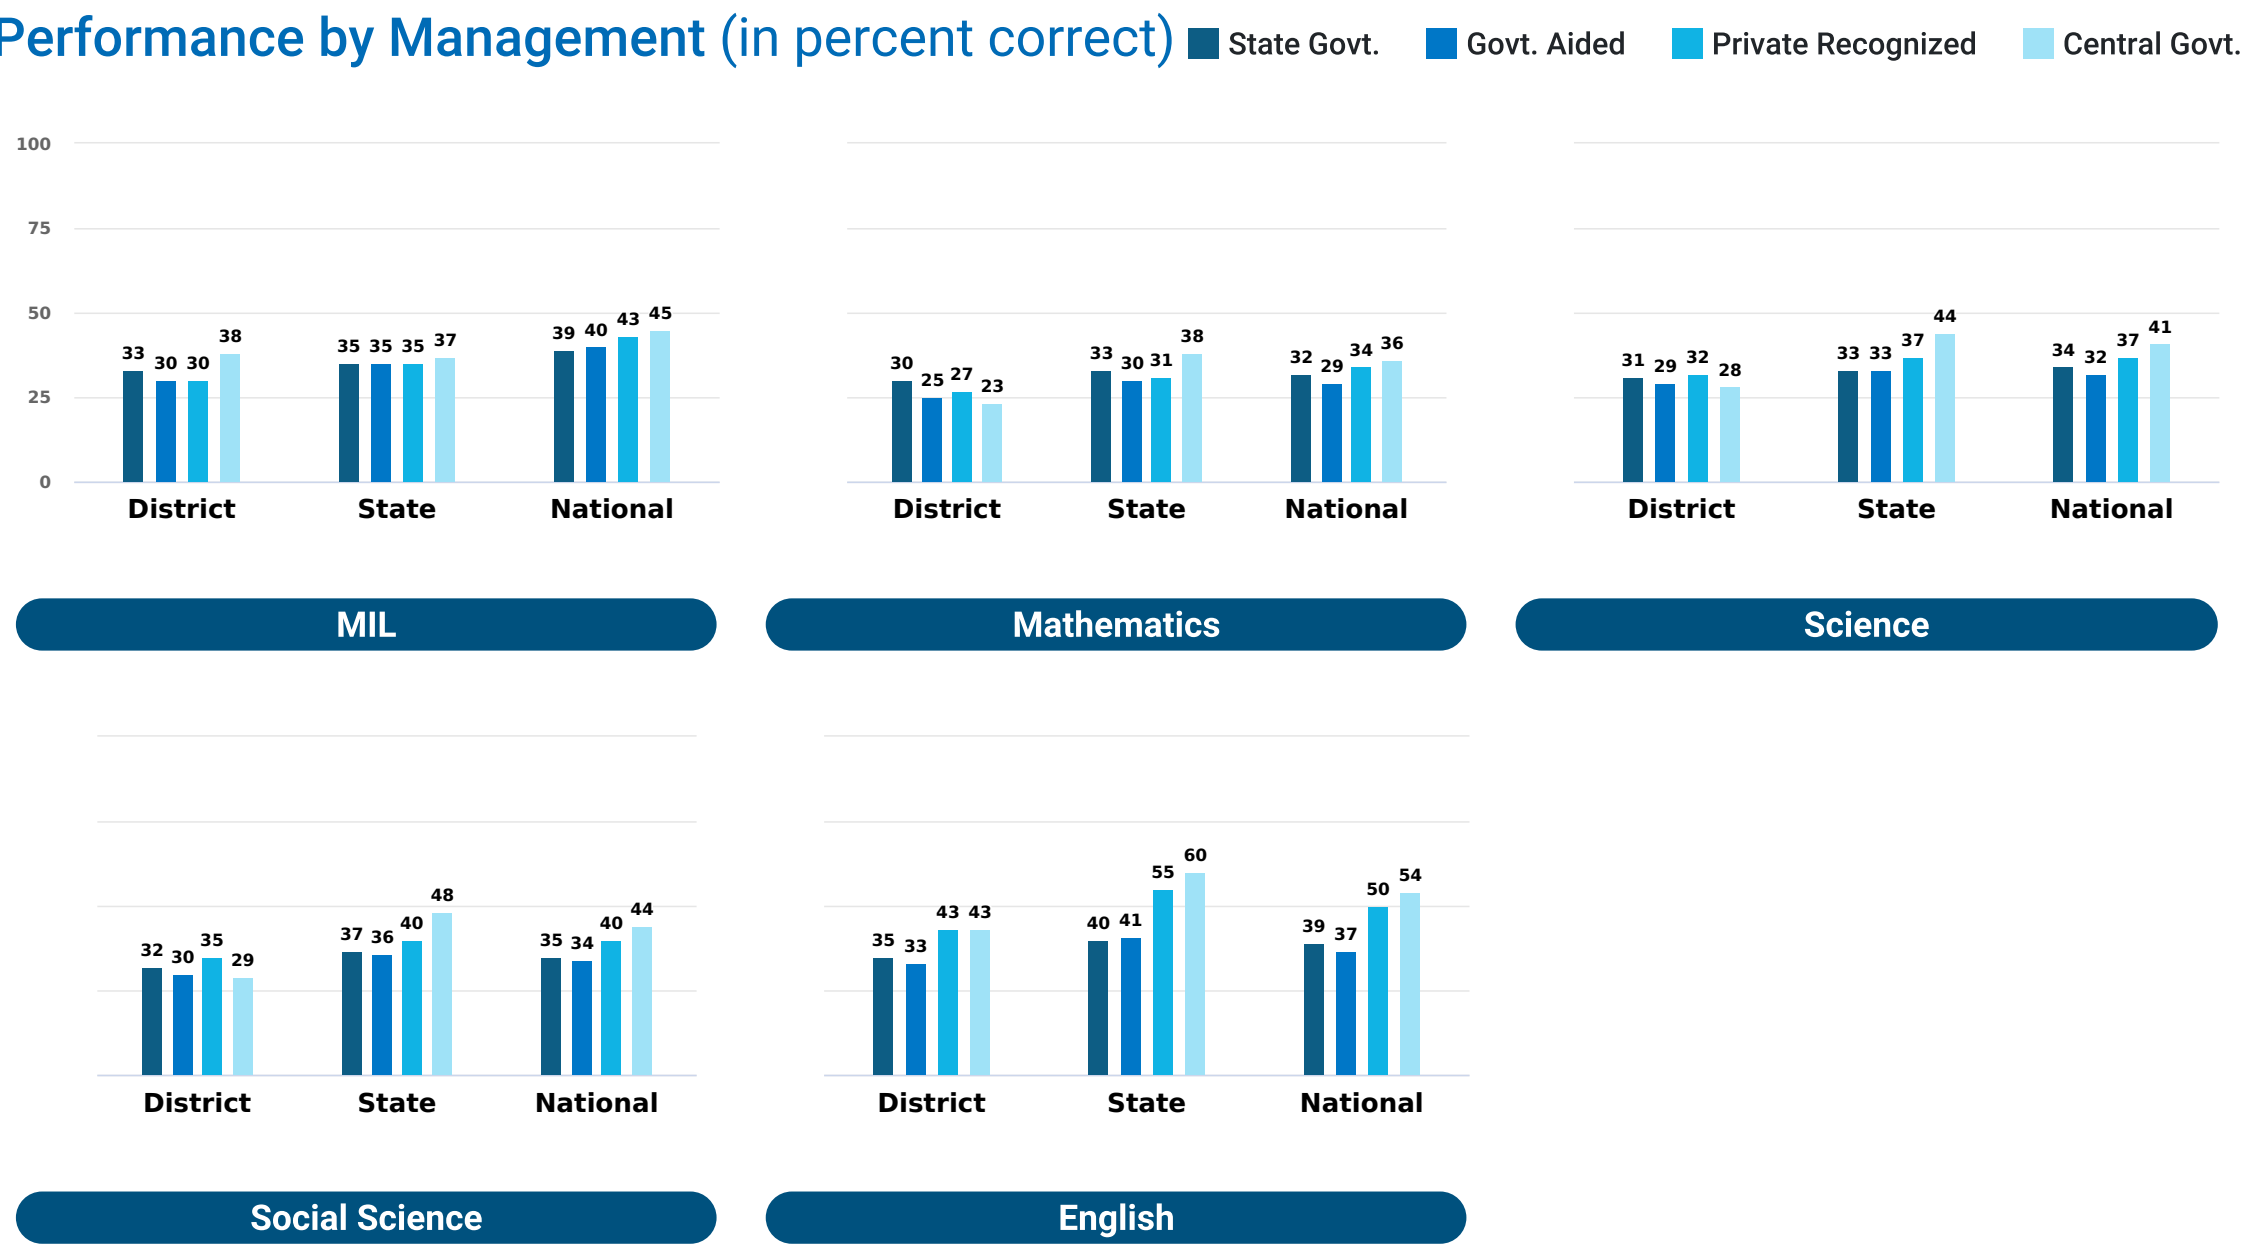 Performance by Management (in percent correct) State Govt. Govt. Aided Private Recognized Central Govt.
100
75
50
25
0
33 30 30 38 35 35 35 37 39 40 43 45
District State National
MIL
30 25 27 23 33 30 31 38 32 29 34 36
District State National
Mathematics
31 29 32 28 33 33 37 44 34 32 37 41
District State National
Science
32 30 35 29 37 36 40 48 35 34 40 44
District State National
Social Science
35 33 43 43 40 41 55 60 39 37 50 54
District State National
English